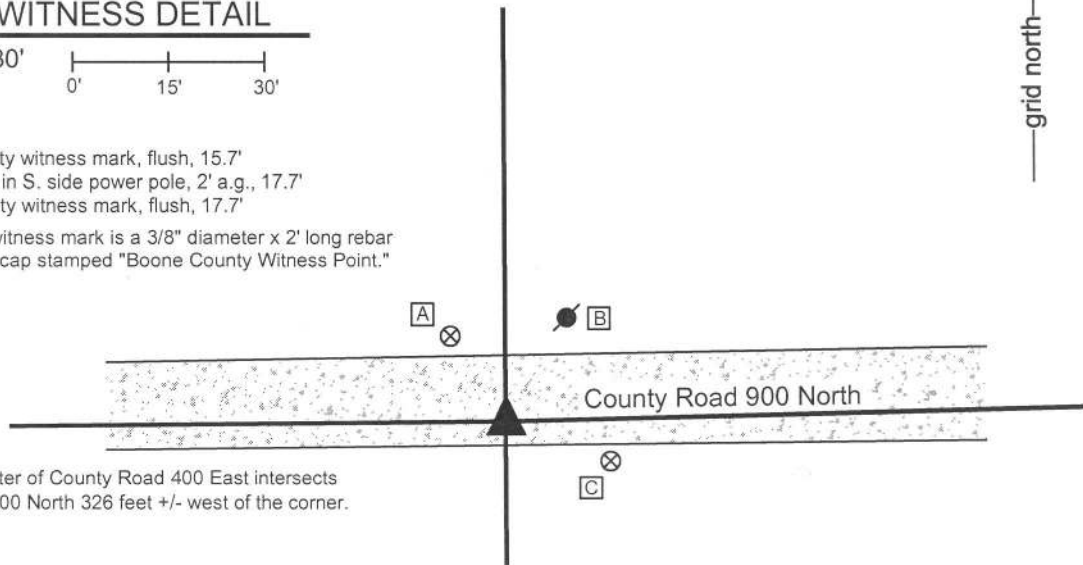 WITNESS DETAIL
30'
0' 15' 30'
grid north
ty witness mark, flush, 15.7'
in S. side power pole, 2' a.g., 17.7'
ty witness mark, flush, 17.7'
witness mark is a 3/8" diameter x 2' long rebar
cap stamped "Boone County Witness Point."
A
B
County Road 900 North
C
ter of County Road 400 East intersects
00 North 326 feet +/- west of the corner.